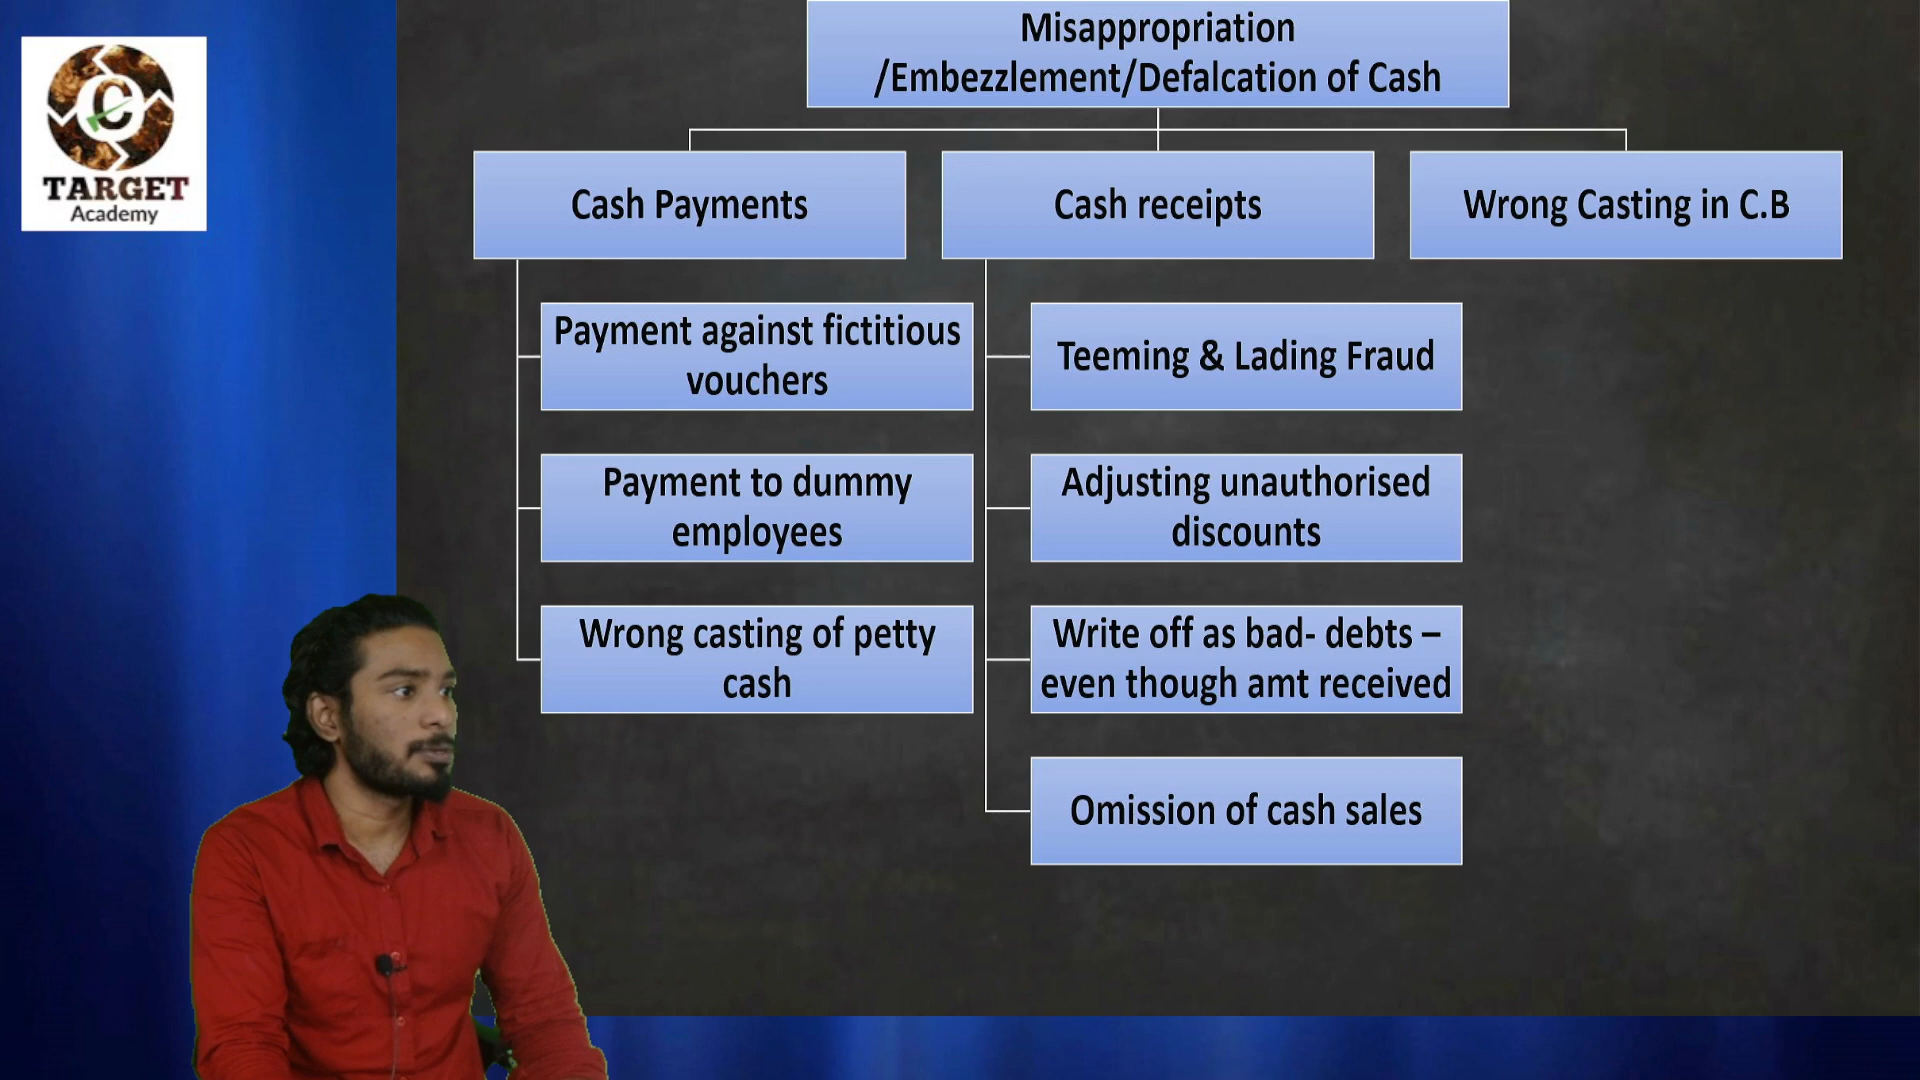 C
TARGET
Academy
Misappropriation
/Embezzlement/Defalcation of Cash
Cash Payments
Cash receipts
Wrong Casting in C.B
Payment against fictitious
vouchers
Payment to dummy
employees
Wrong casting of petty
cash
Teeming & Lading Fraud
Adjusting unauthorised
discounts
Write off as bad- debts –
even though amt received
Omission of cash sales